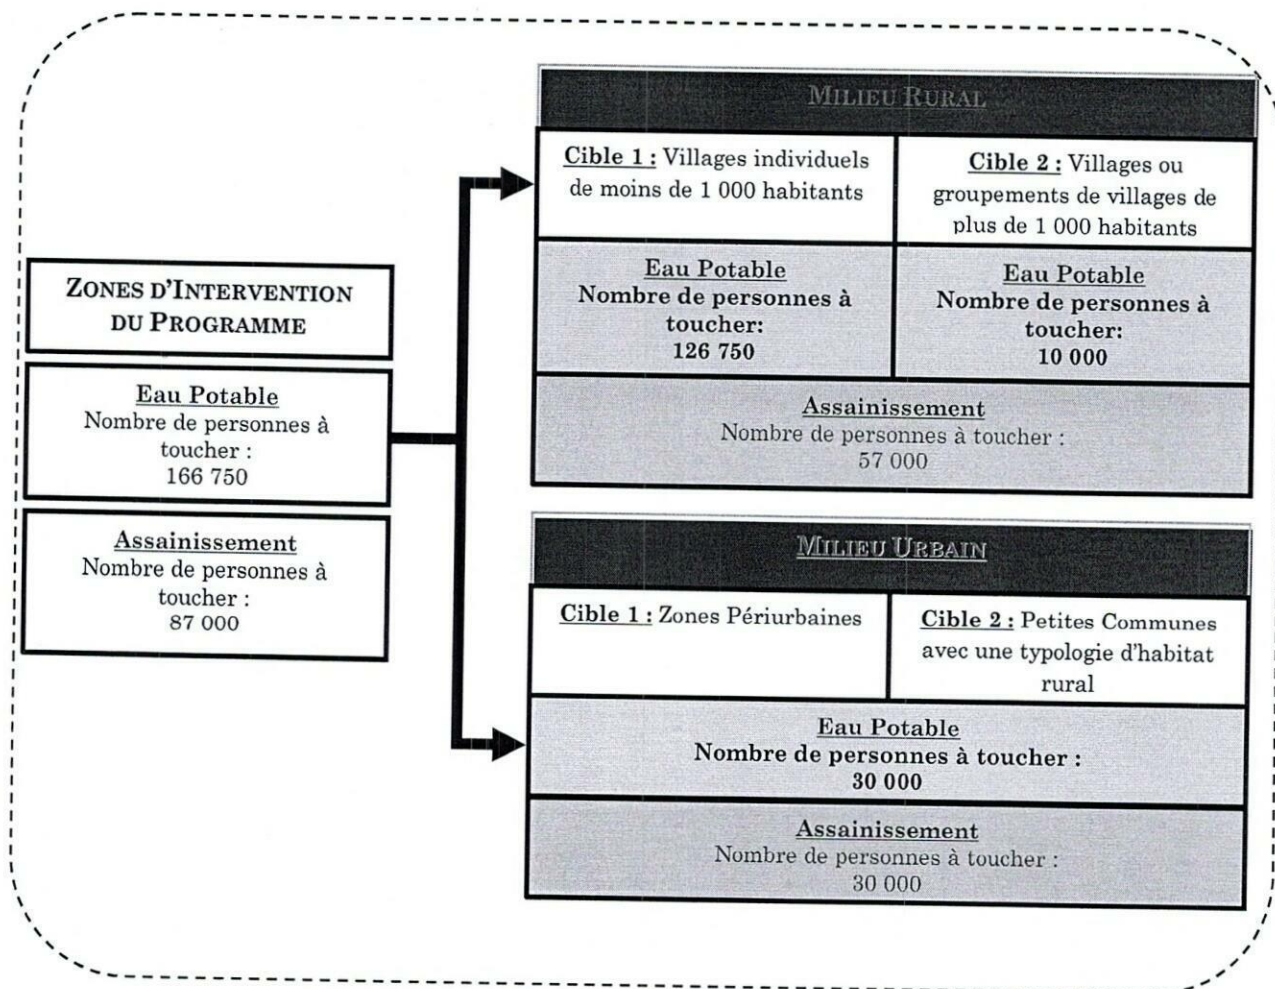 ZONES D'INTERVENTION
DU PROGRAMME
Eau Potable
Nombre de personnes à
toucher :
166 750
Assainissement
Nombre de personnes à
toucher :
87 000
MILIEU RURAL
Cible 1 : Villages individuels
de moins de 1 000 habitants
Cible 2 : Villages ou
groupements de villages de
plus de 1 000 habitants
Eau Potable
Nombre de personnes à
toucher:
126 750
Eau Potable
Nombre de personnes à
toucher:
10 000
Assainissement
Nombre de personnes à toucher :
57 000
MILIEU URBAIN
Cible 1 : Zones Périurbaines
Cible 2 : Petites Communes
avec une typologie d'habitat
rural
Eau Potable
Nombre de personnes à toucher :
30 000
Assainissement
Nombre de personnes à toucher :
30 000